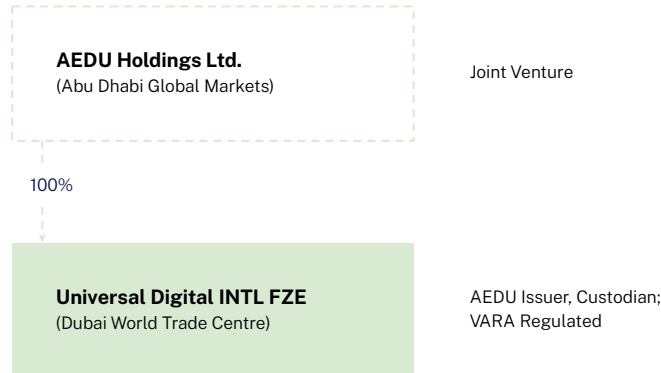 AEDU Holdings Ltd.
(Abu Dhabi Global Markets)
Joint Venture
100%
Universal Digital INTL FZE
(Dubai World Trade Centre)
AEDU Issuer, Custodian;
VARA Regulated